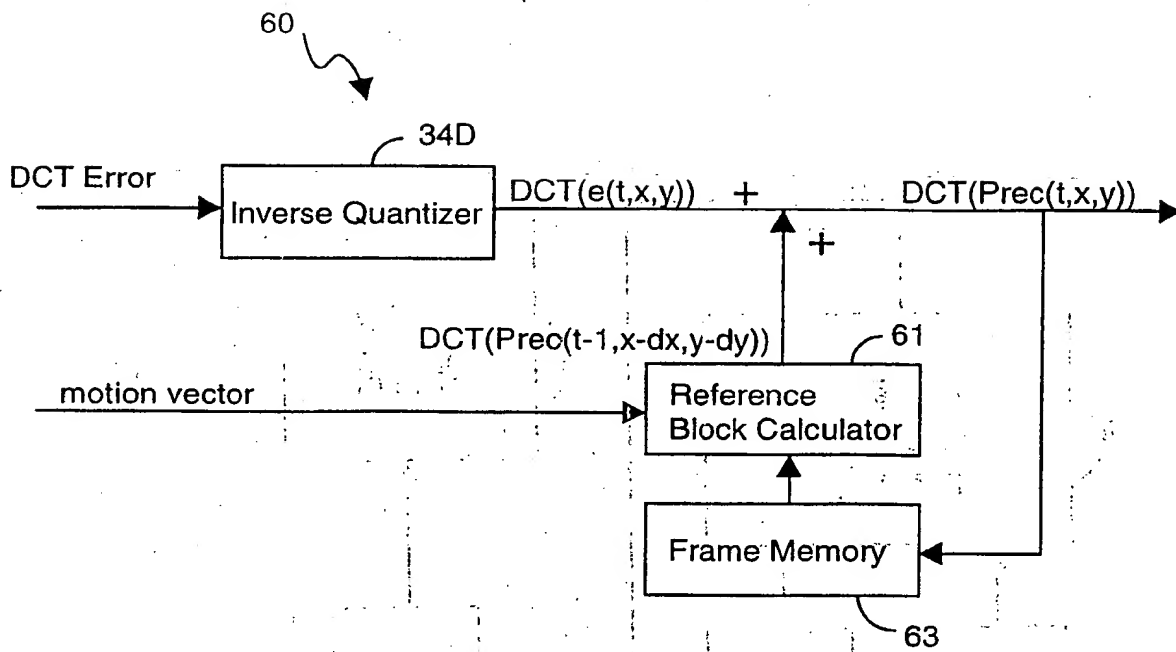 60
34D
DCT Error
Inverse Quantizer
DCT(e(t,x,y))
+
DCT(Prec(t,x,y))
+
DCT(Prec(t-1,x-dx,y-dy))
61
motion vector
Reference
Block Calculator
Frame Memory
63